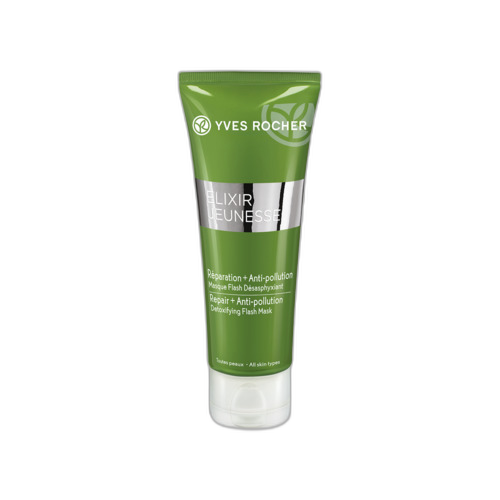 YVES ROCHER
ELIXIR
JEUNESSE
Réparation + Anti-pollution
Masque Flash Désasphyxiant
Repair + Anti-pollution
Detoxifying Flash Mask
Toutes peaux - All skin types